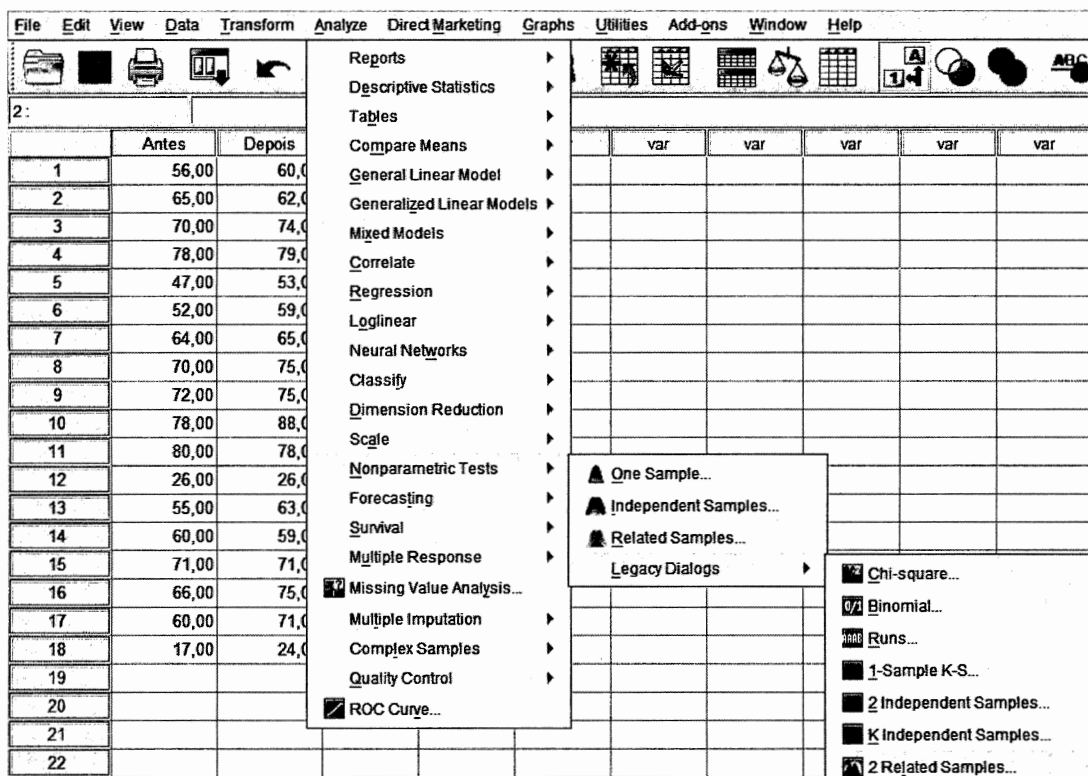 File Edit View Data Transform Analyze Direct Marketing Graphs Utilities Add-ons Window Help
2 :
Antes Depois var var var var var
1 56,00 60,0
2 65,00 62,0
3 70,00 74,0
4 78,00 79,0
5 47,00 53,0
6 52,00 59,0
7 64,00 65,0
8 70,00 75,0
9 72,00 75,0
10 78,00 88,0
11 80,00 78,0
12 26,00 26,0
13 55,00 63,0
14 60,00 59,0
15 71,00 71,0
16 66,00 75,0
17 60,00 71,0
18 17,00 24,0
19
20
21
22
Reports
Descriptive Statistics
Tables
Compare Means
General Linear Model
Generalized Linear Models
Mixed Models
Correlate
Regression
Loglinear
Neural Networks
Classify
Dimension Reduction
Scale
Nonparametric Tests
Forecasting
Survival
Multiple Response
Missing Value Analysis...
Multiple Imputation
Complex Samples
Quality Control
ROC Curve...
One Sample...
Independent Samples...
Related Samples...
Legacy Dialogs
Chi-square...
Binomial...
Runs...
1-Sample K-S...
2 Independent Samples...
K Independent Samples...
2 Related Samples...